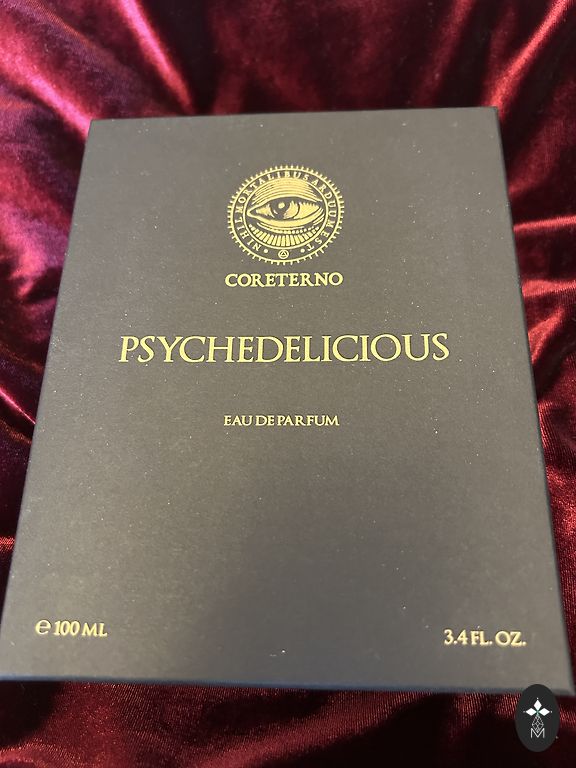 NIHIL MORTALIBUS ARDUUM EST
CORETERNO
PSYCHEDELICIOUS
EAU DE PARFUM
℮ 100 ML
3.4 FL. OZ.
M